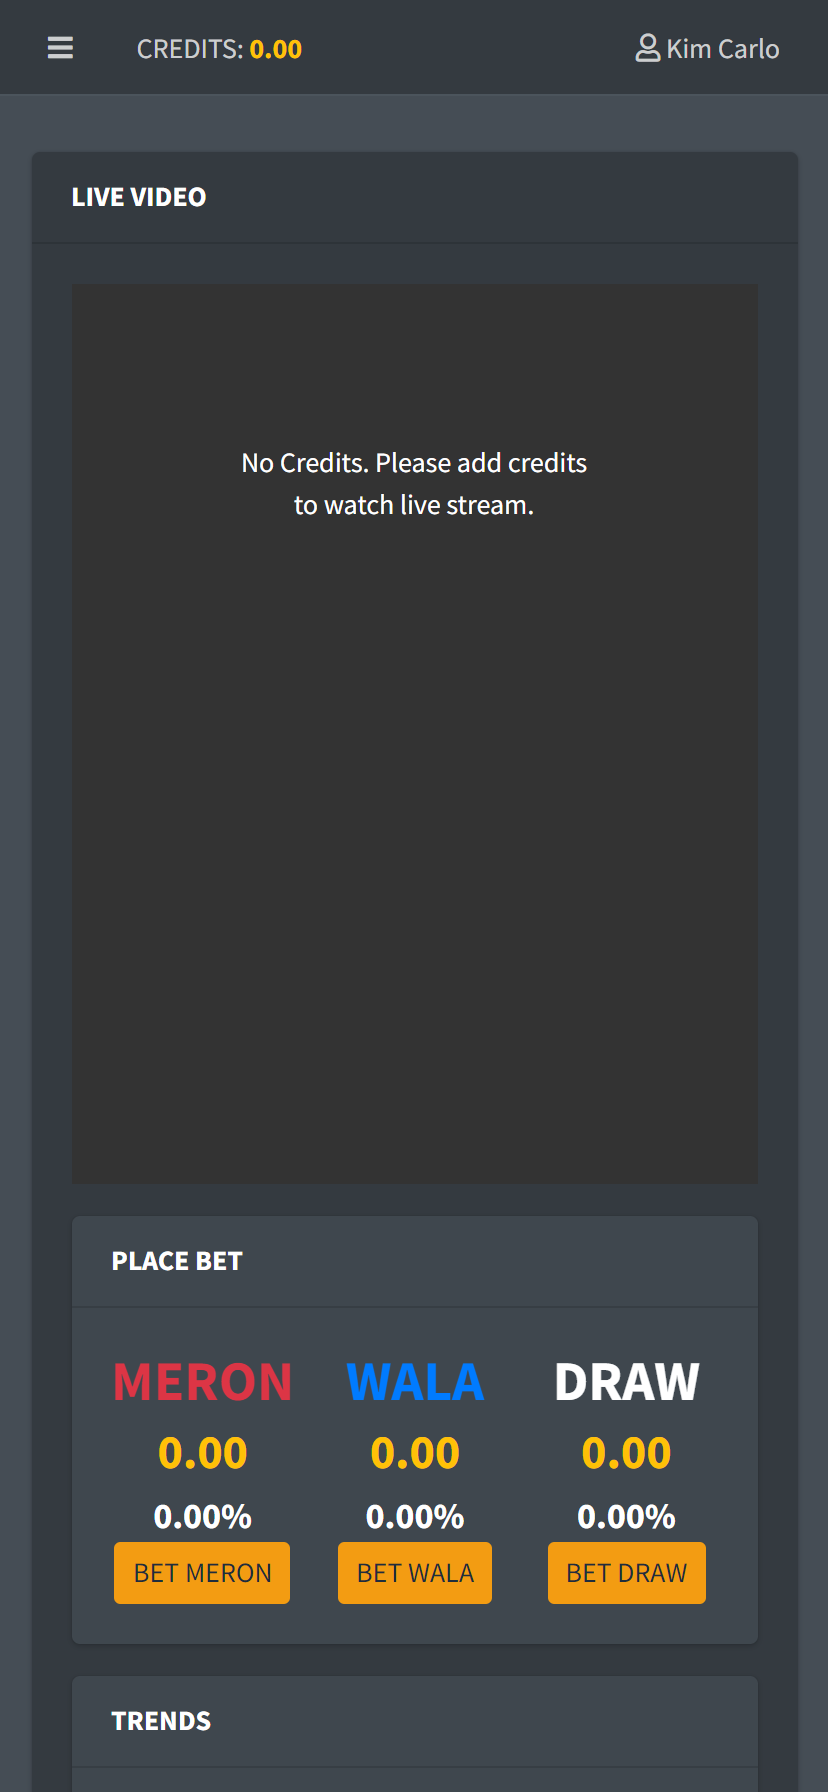 CREDITS: 0.00
Kim Carlo
LIVE VIDEO
No Credits. Please add credits
to watch live stream.
PLACE BET
MERON WALA DRAW
0.00 0.00 0.00
0.00% 0.00% 0.00%
BET MERON BET WALA BET DRAW
TRENDS